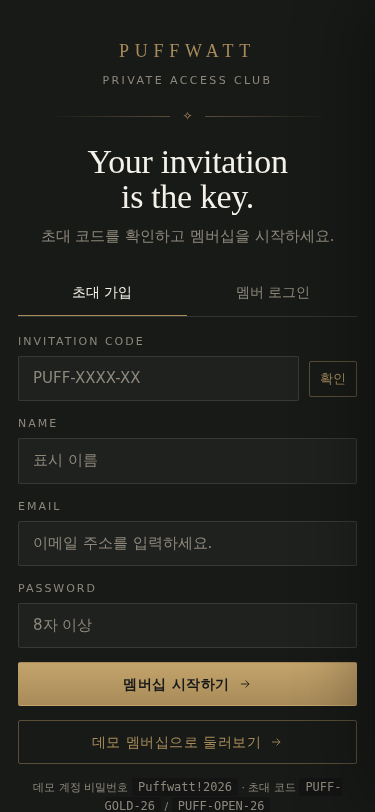 PUFFWATT
PRIVATE ACCESS CLUB
Your invitation
is the key.
초대 코드를 확인하고 멤버십을 시작하세요.
초대 가입
멤버 로그인
INVITATION CODE
PUFF-XXXX-XX
확인
NAME
표시 이름
EMAIL
이메일 주소를 입력하세요.
PASSWORD
8자 이상
멤버십 시작하기 →
데모 멤버십으로 둘러보기 →
데모 계정 비밀번호 Puffwatt!2026 · 초대 코드 PUFF-
GOLD-26 / PUFF-OPEN-26